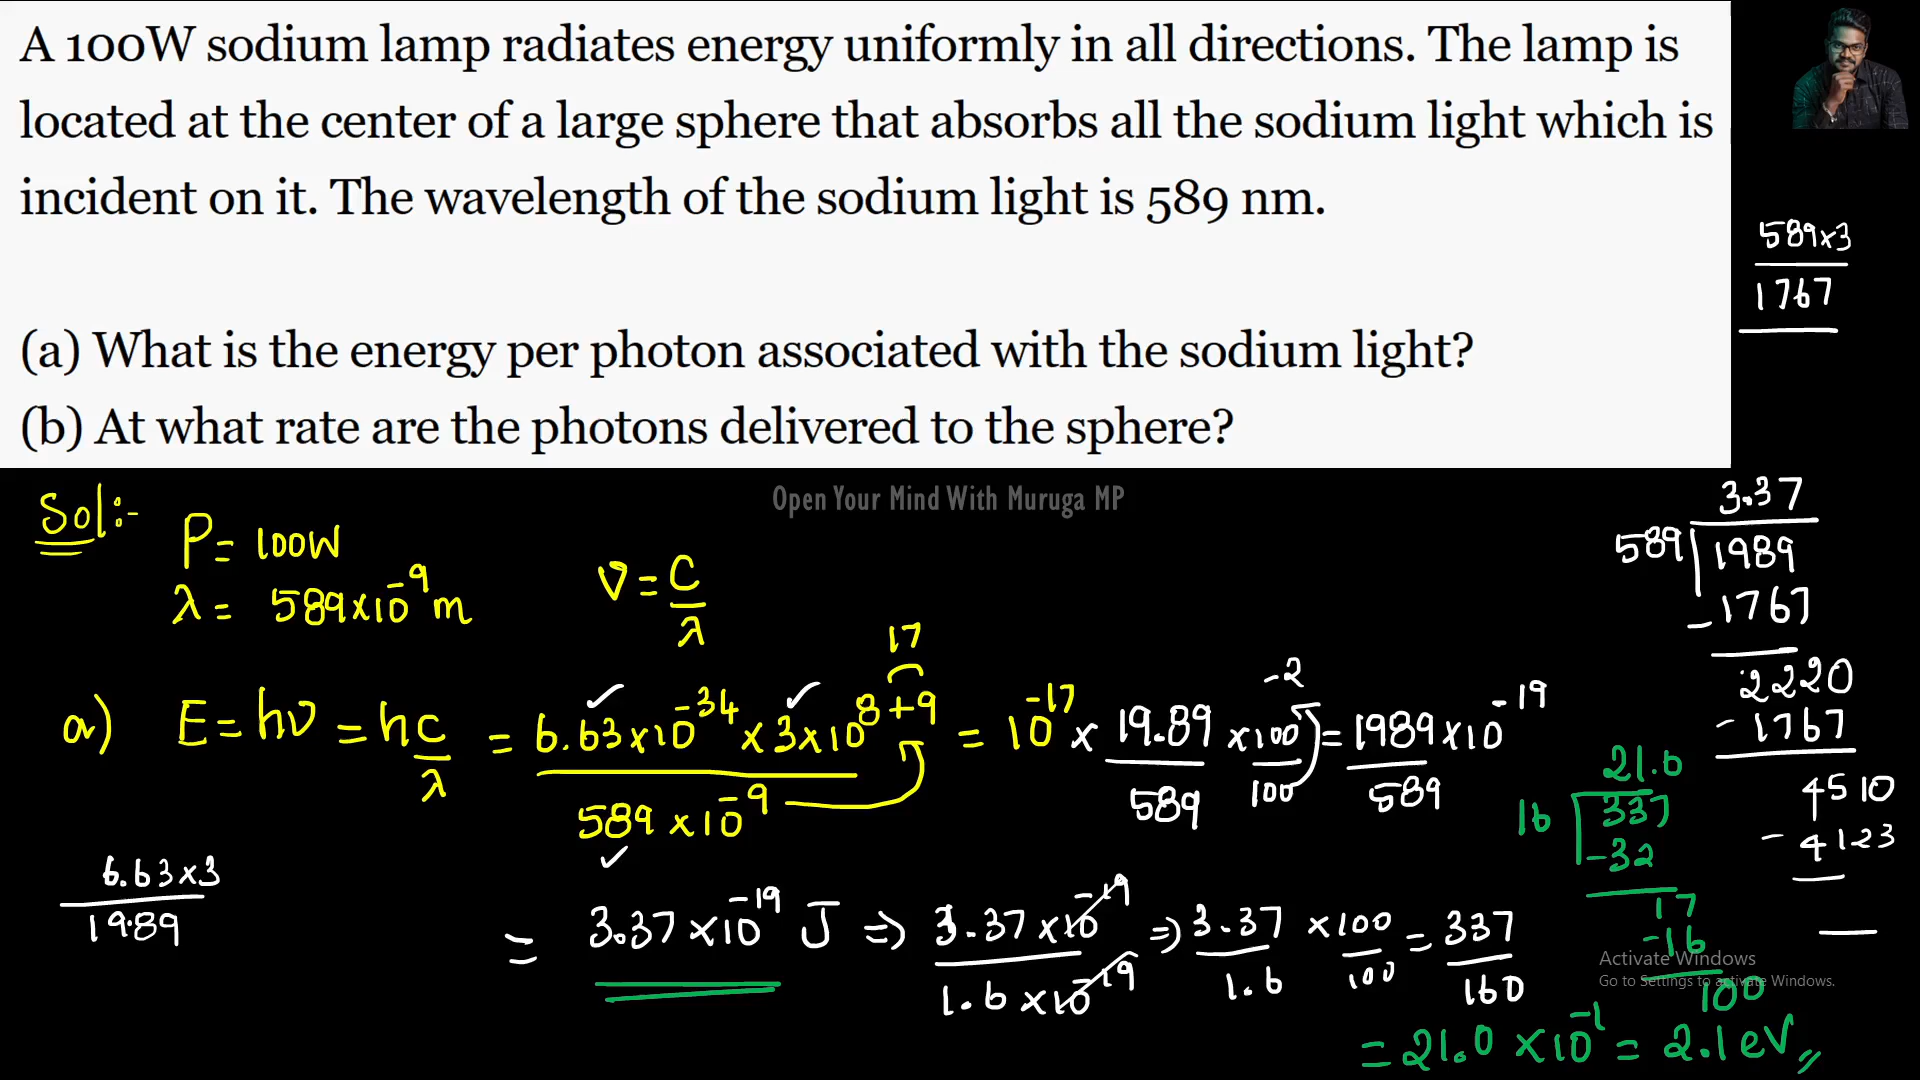 A 100W sodium lamp radiates energy uniformly in all directions. The lamp is
located at the center of a large sphere that absorbs all the sodium light which is
incident on it. The wavelength of the sodium light is 589 nm.
(a) What is the energy per photon associated with the sodium light?
(b) At what rate are the photons delivered to the sphere?
589×3
1767
Open Your Mind With Muruga MP
Sol:-
P = 100W
λ = 589×10⁻⁹ m
ν = C/λ
a) E = hν = hc/λ = 6.63×10⁻³⁴ × 3×10⁸⁺⁹ / 589×10⁻⁹ = 10⁻¹⁷ × 19.89/589 × 100/100 = 1989/589 ×10⁻¹⁹
17
-2
6.63×3
19.89
= 3.37×10⁻¹⁹ J ⇒ 3.37×10⁻¹⁹ / 1.6×10⁻¹⁹ ⇒ 3.37/1.6 × 100/100 = 337/160
= 21.0 ×10⁻¹ = 2.1 eV
3.37
589 | 1989
- 1767
2220
- 1767
4510
- 4123
21.0
16 | 337
-32
17
-16
100
Activate Windows
Go to Settings to activate Windows.